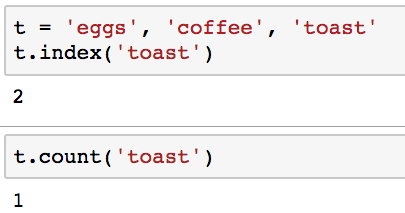 t = 'eggs', 'coffee', 'toast'
t.index('toast')
2
t.count('toast')
1